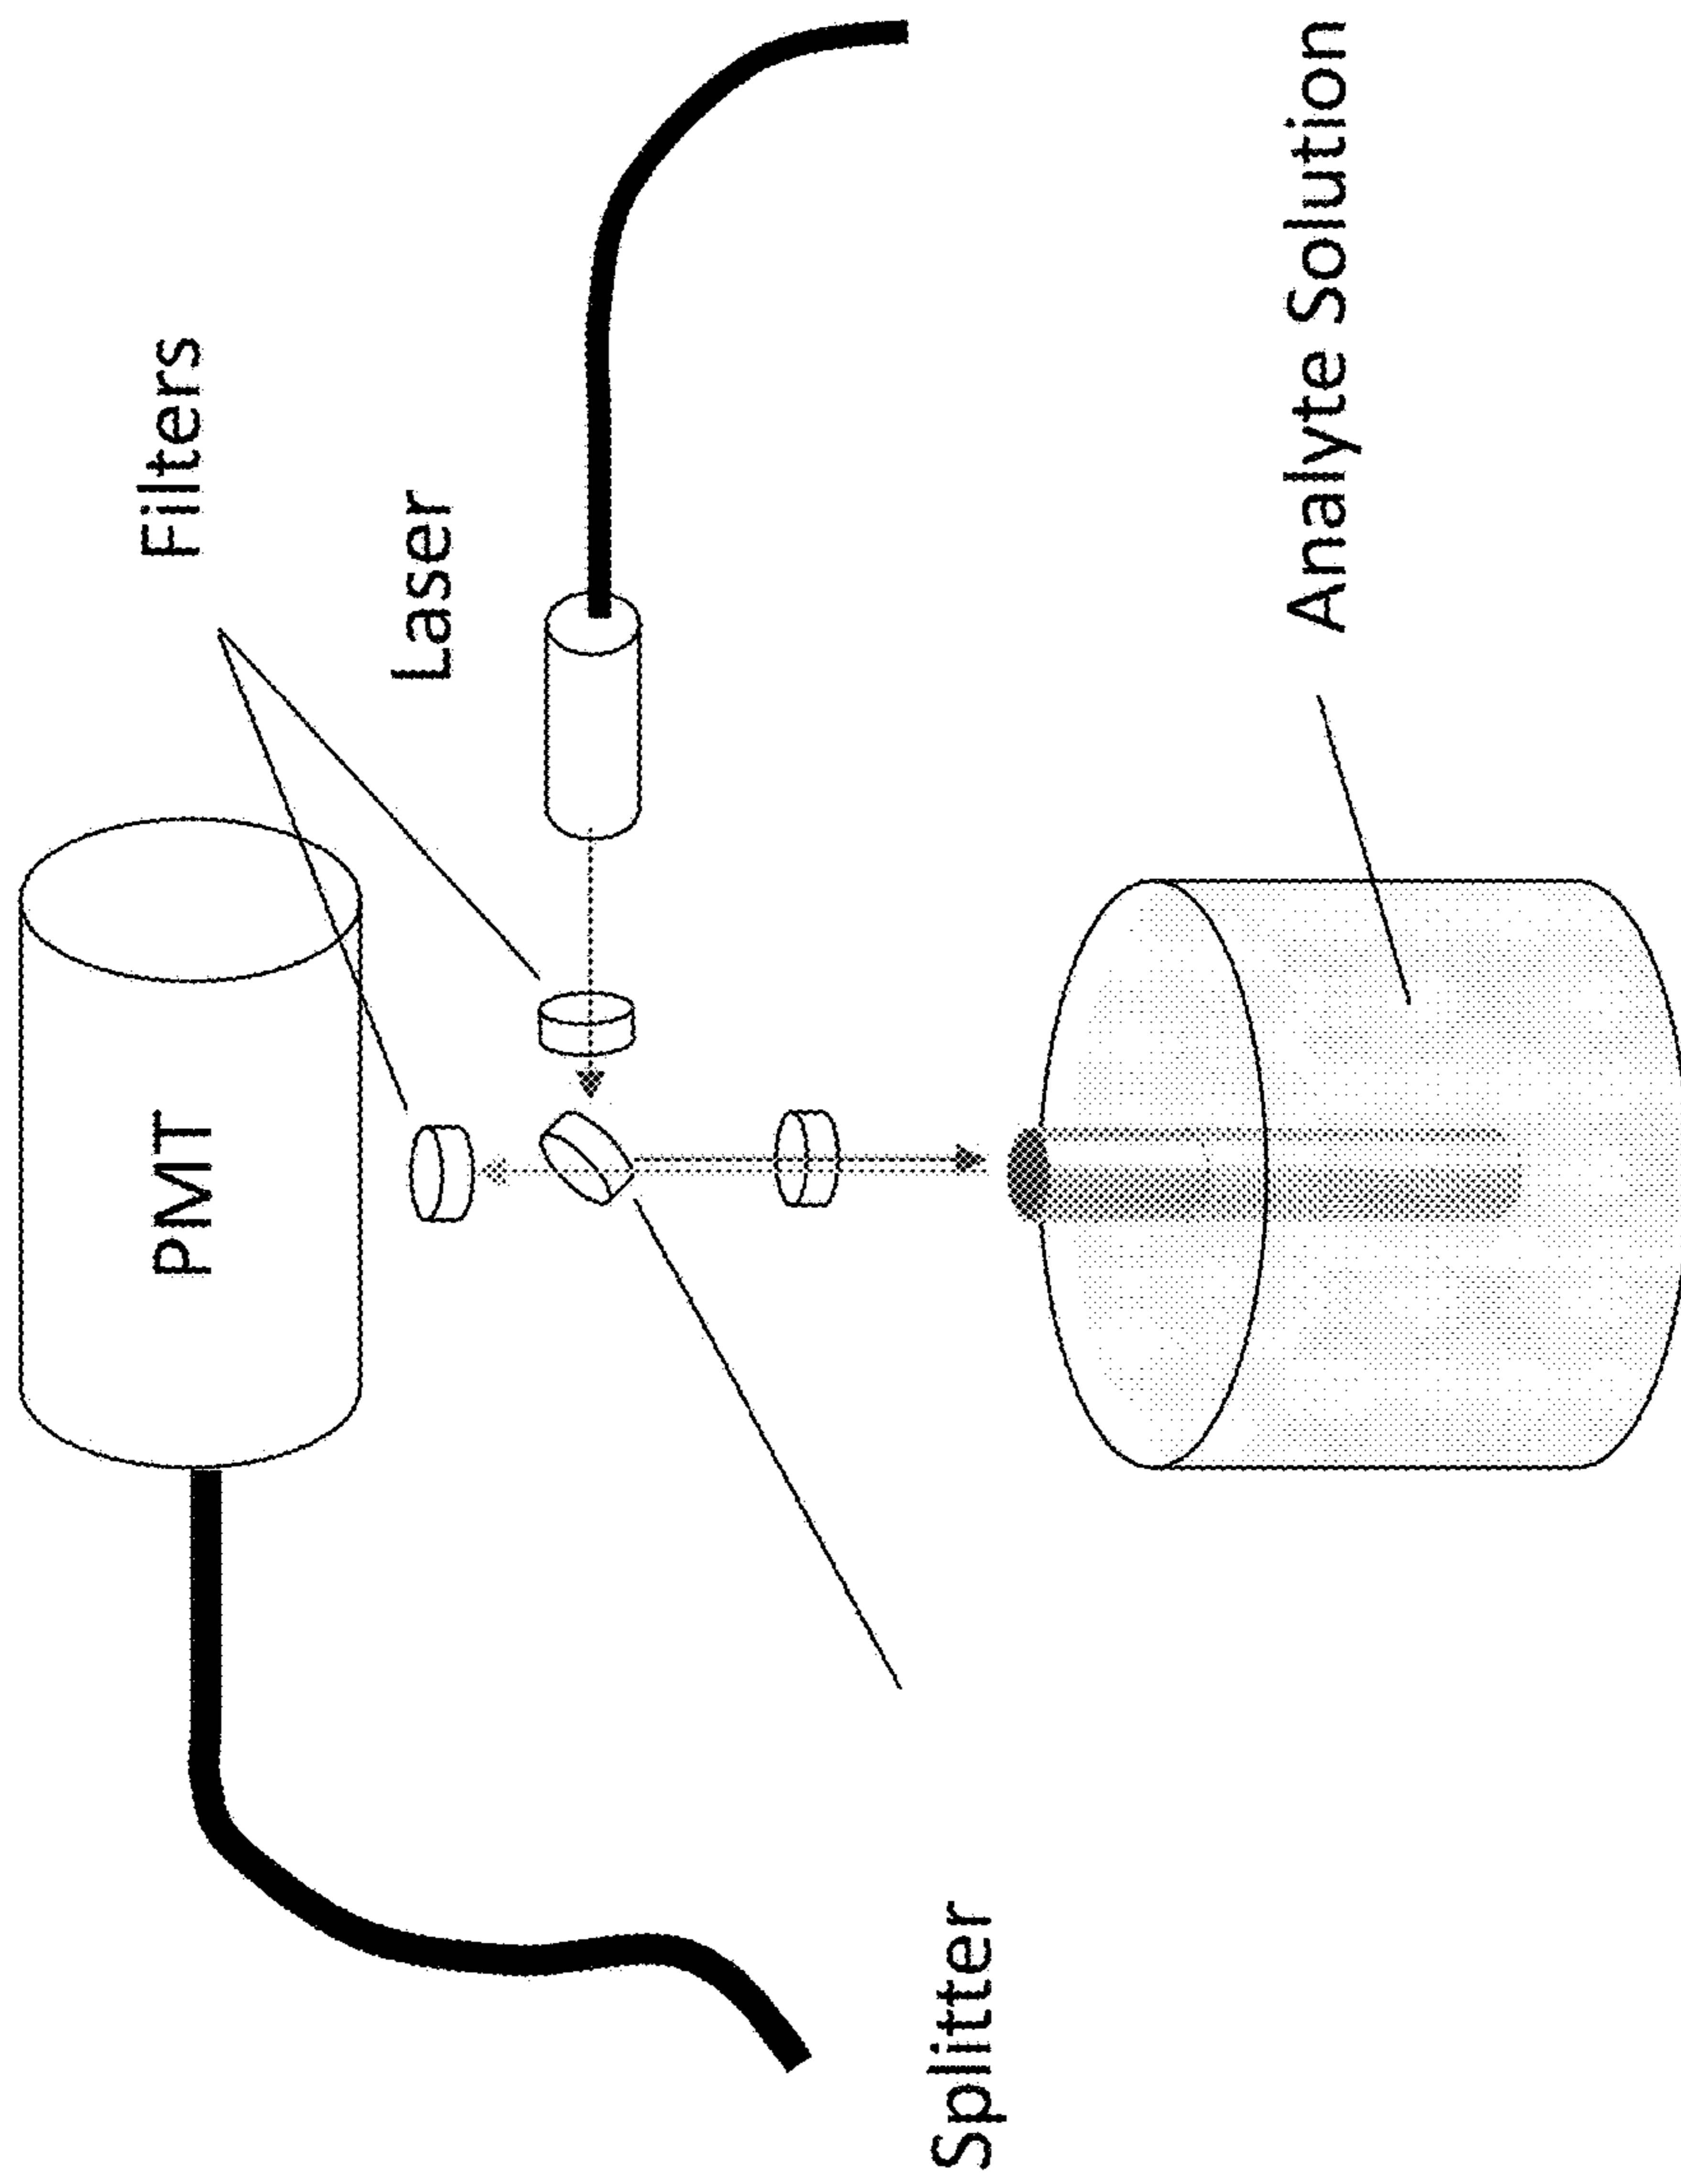 Filters
Laser
PMT
Analyte Solution
Splitter